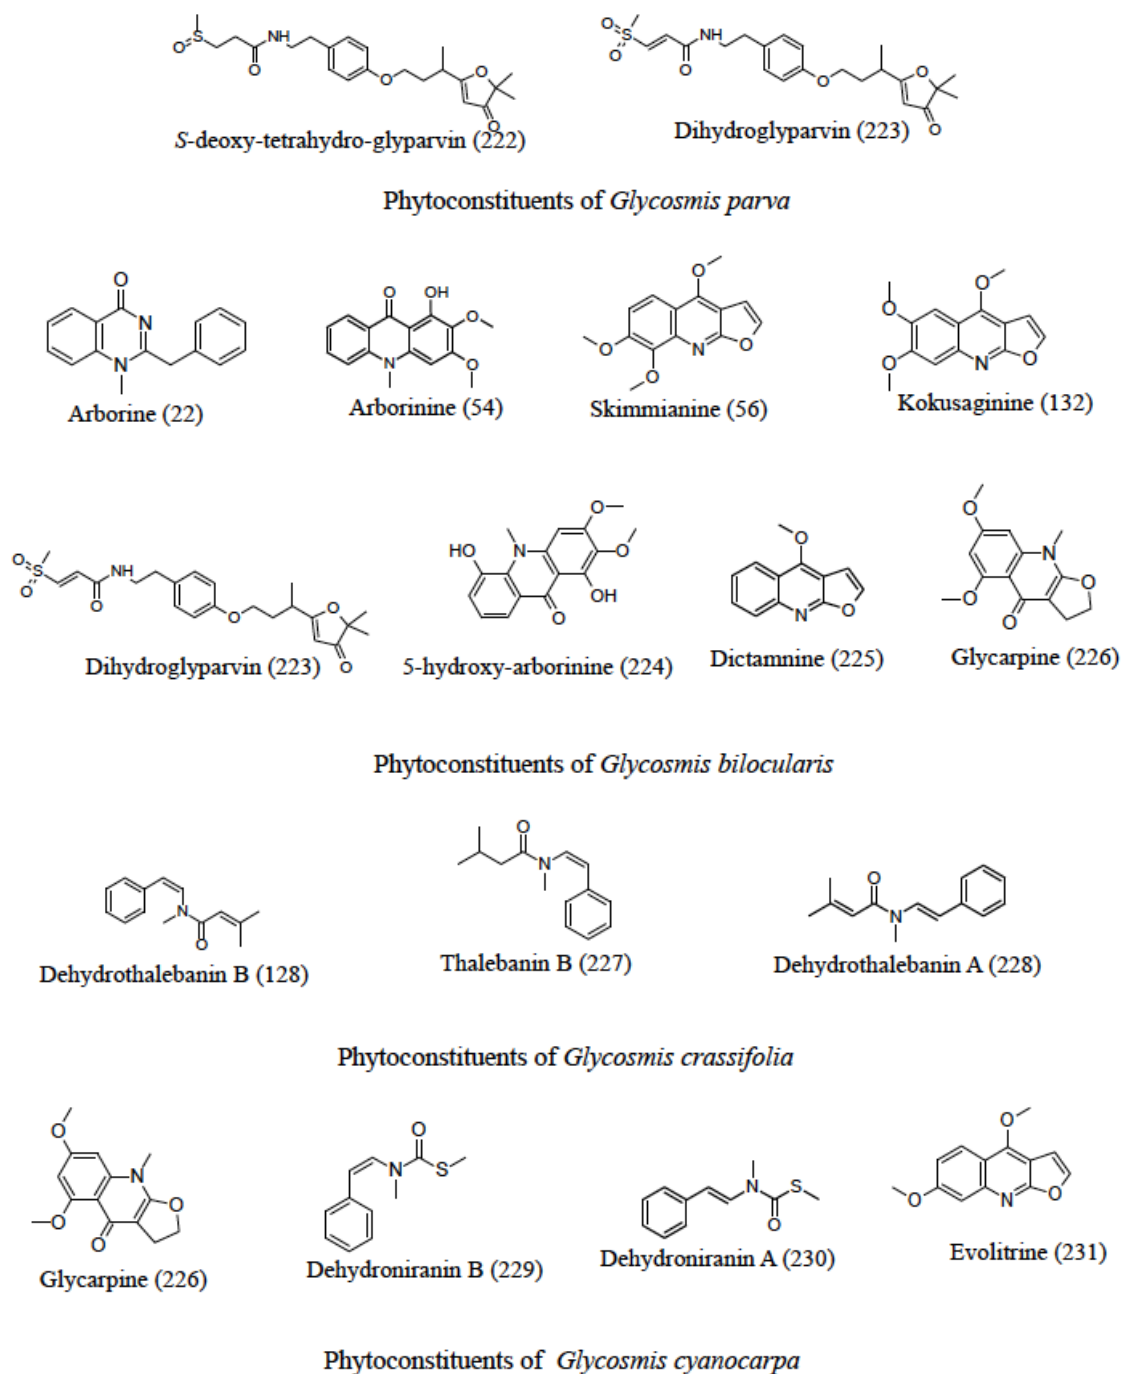 S-deoxy-tetrahydro-glyparvin (222)
Dihydroglyparvin (223)
Phytoconstituents of Glycosmis parva
Arborine (22)
Arborinine (54)
Skimmianine (56)
Kokusaginine (132)
Dihydroglyparvin (223)
5-hydroxy-arborinine (224)
Dictamnine (225)
Glycarpine (226)
Phytoconstituents of Glycosmis bilocularis
Dehydrothalebanin B (128)
Thalebanin B (227)
Dehydrothalebanin A (228)
Phytoconstituents of Glycosmis crassifolia
Glycarpine (226)
Dehydroniranin B (229)
Dehydroniranin A (230)
Evolitrine (231)
Phytoconstituents of Glycosmis cyanocarpa